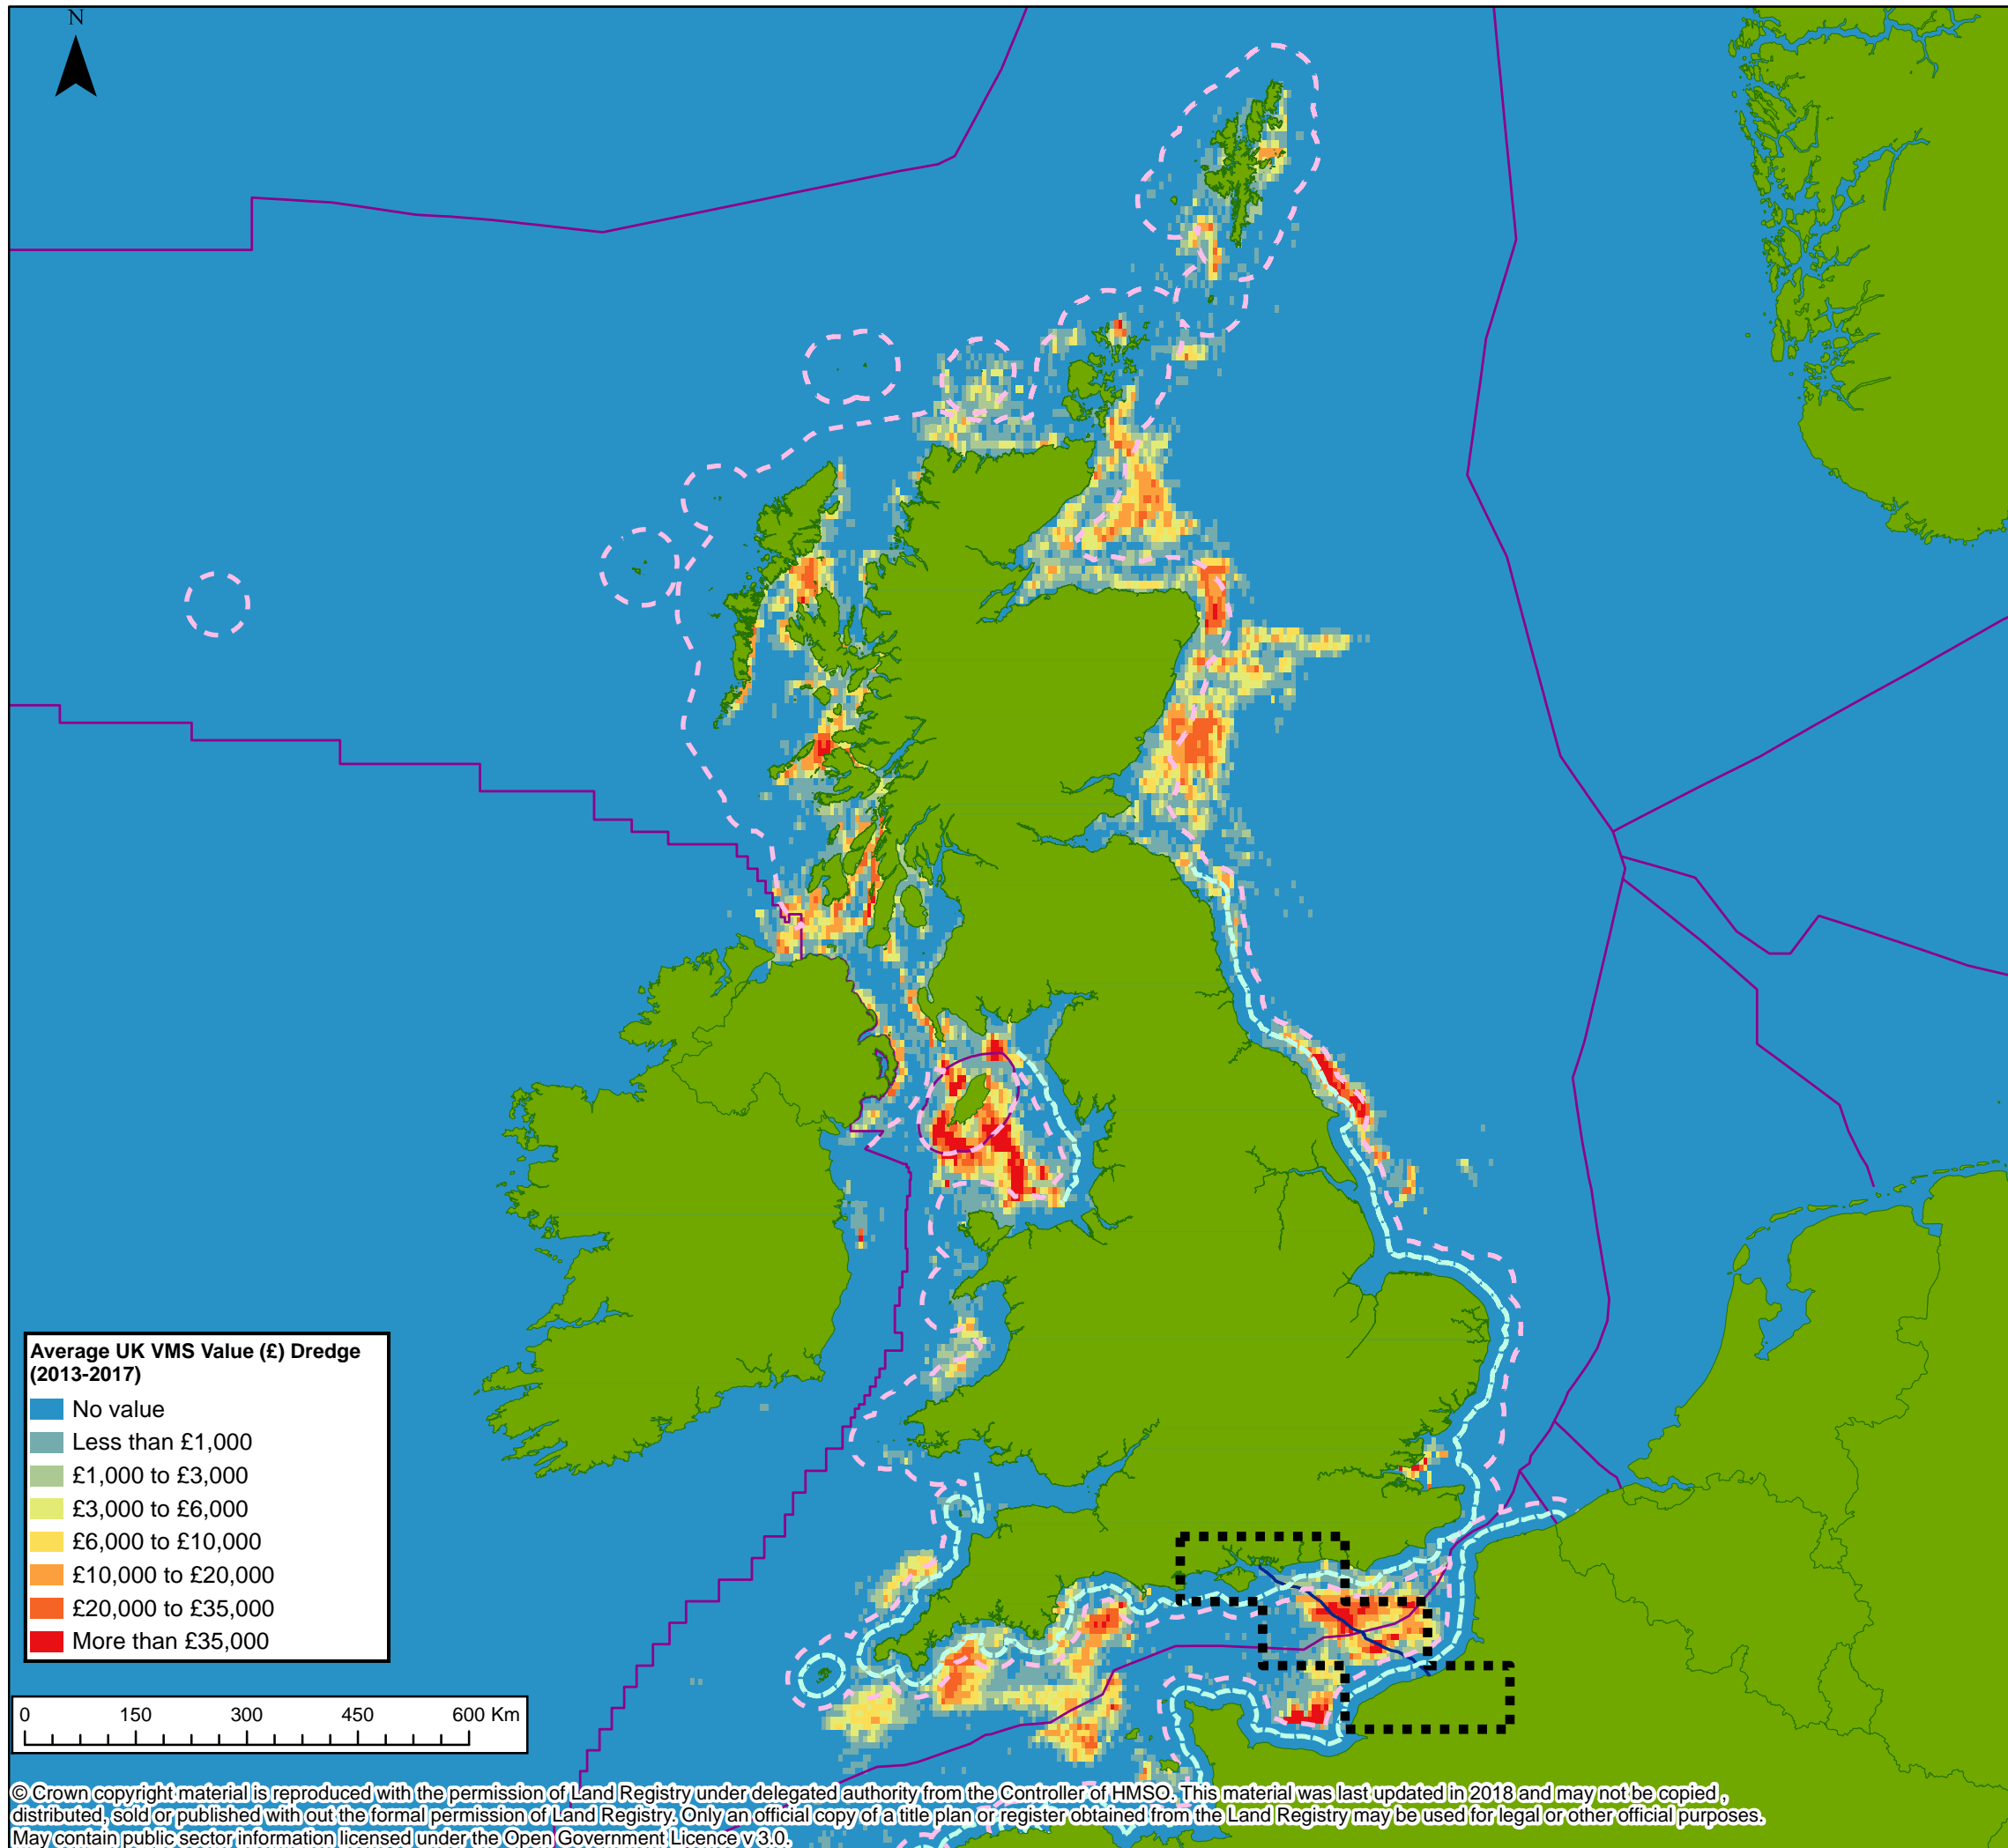 N
Average UK VMS Value (£) Dredge
(2013-2017)
No value
Less than £1,000
£1,000 to £3,000
£3,000 to £6,000
£6,000 to £10,000
£10,000 to £20,000
£20,000 to £35,000
More than £35,000
0 150 300 450 600 Km
© Crown copyright material is reproduced with the permission of Land Registry under delegated authority from the Controller of HMSO. This material was last updated in 2018 and may not be copied,
distributed, sold or published with out the formal permission of Land Registry. Only an official copy of a title plan or register obtained from the Land Registry may be used for legal or other official purposes.
May contain public sector information licensed under the Open Government Licence v 3.0.